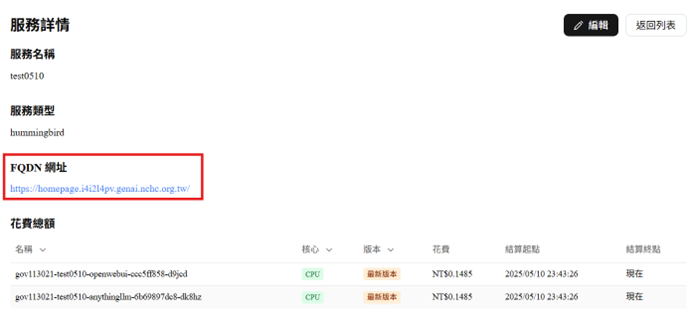 服務詳情
編輯
返回列表
服務名稱
test0510
服務類型
hummingbird
FQDN 網址
https://homepage.i4i2l4pv.genai.nchc.org.tw/
花費總額
名稱 核心 版本 花費 結算起點 結算終點
gov113021-test0510-openwebui-ccc5ff858-d9jcd CPU 最新版本 NT$0.1485 2025/05/10 23:43:26 現在
gov113021-test0510-anythingllm-6b69897dc8-dk8hz CPU 最新版本 NT$0.1485 2025/05/10 23:43:26 現在